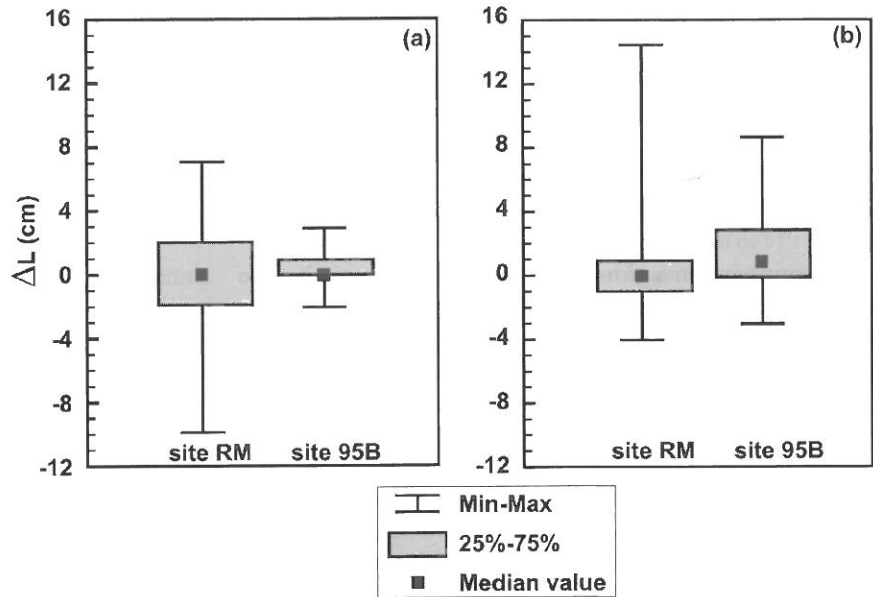 16
12
8
4
0
-4
-8
-12
ΔL (cm)
(a)
site RM
site 95B
16
12
8
4
0
-4
-8
-12
(b)
site RM
site 95B
Min-Max
25%-75%
Median value